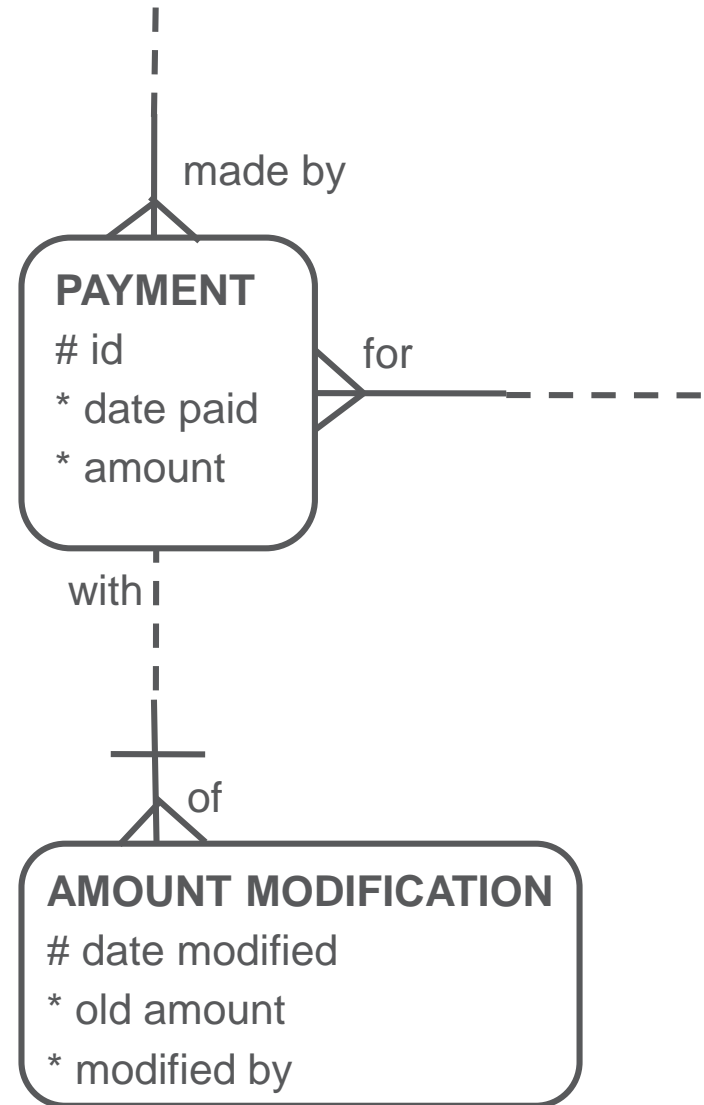 made by
PAYMENT
# id
* date paid
* amount
for
with
of
AMOUNT MODIFICATION
# date modified
* old amount
* modified by